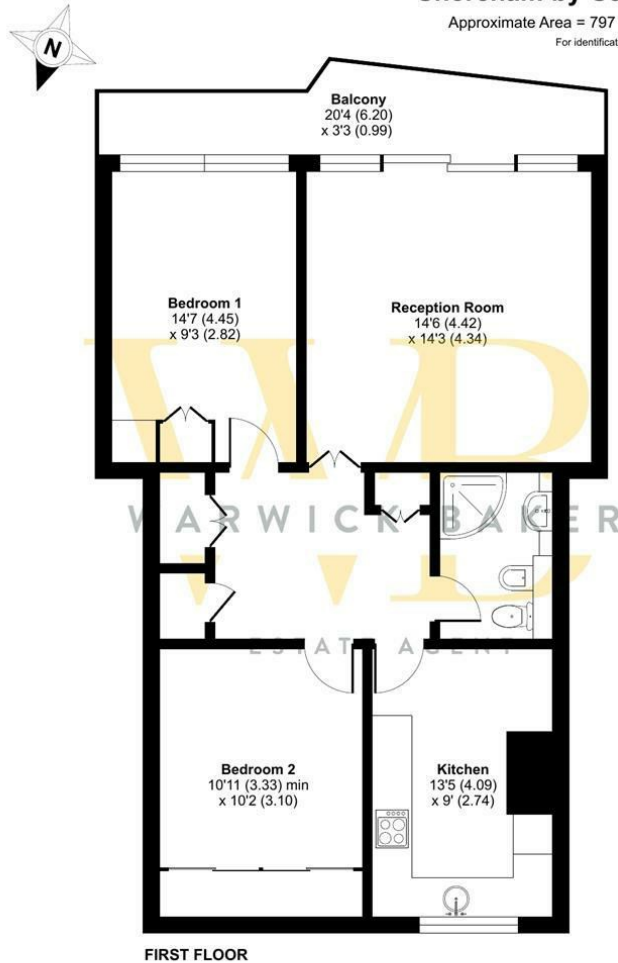 Approximate Area = 797
For identificat
N
Balcony
20'4 (6.20)
x 3'3 (0.99)
Bedroom 1
14'7 (4.45)
x 9'3 (2.82)
Reception Room
14'6 (4.42)
x 14'3 (4.34)
WB
WARWICK BAKER
ESTATE AGENT
Bedroom 2
10'11 (3.33) min
x 10'2 (3.10)
Kitchen
13'5 (4.09)
x 9' (2.74)
FIRST FLOOR